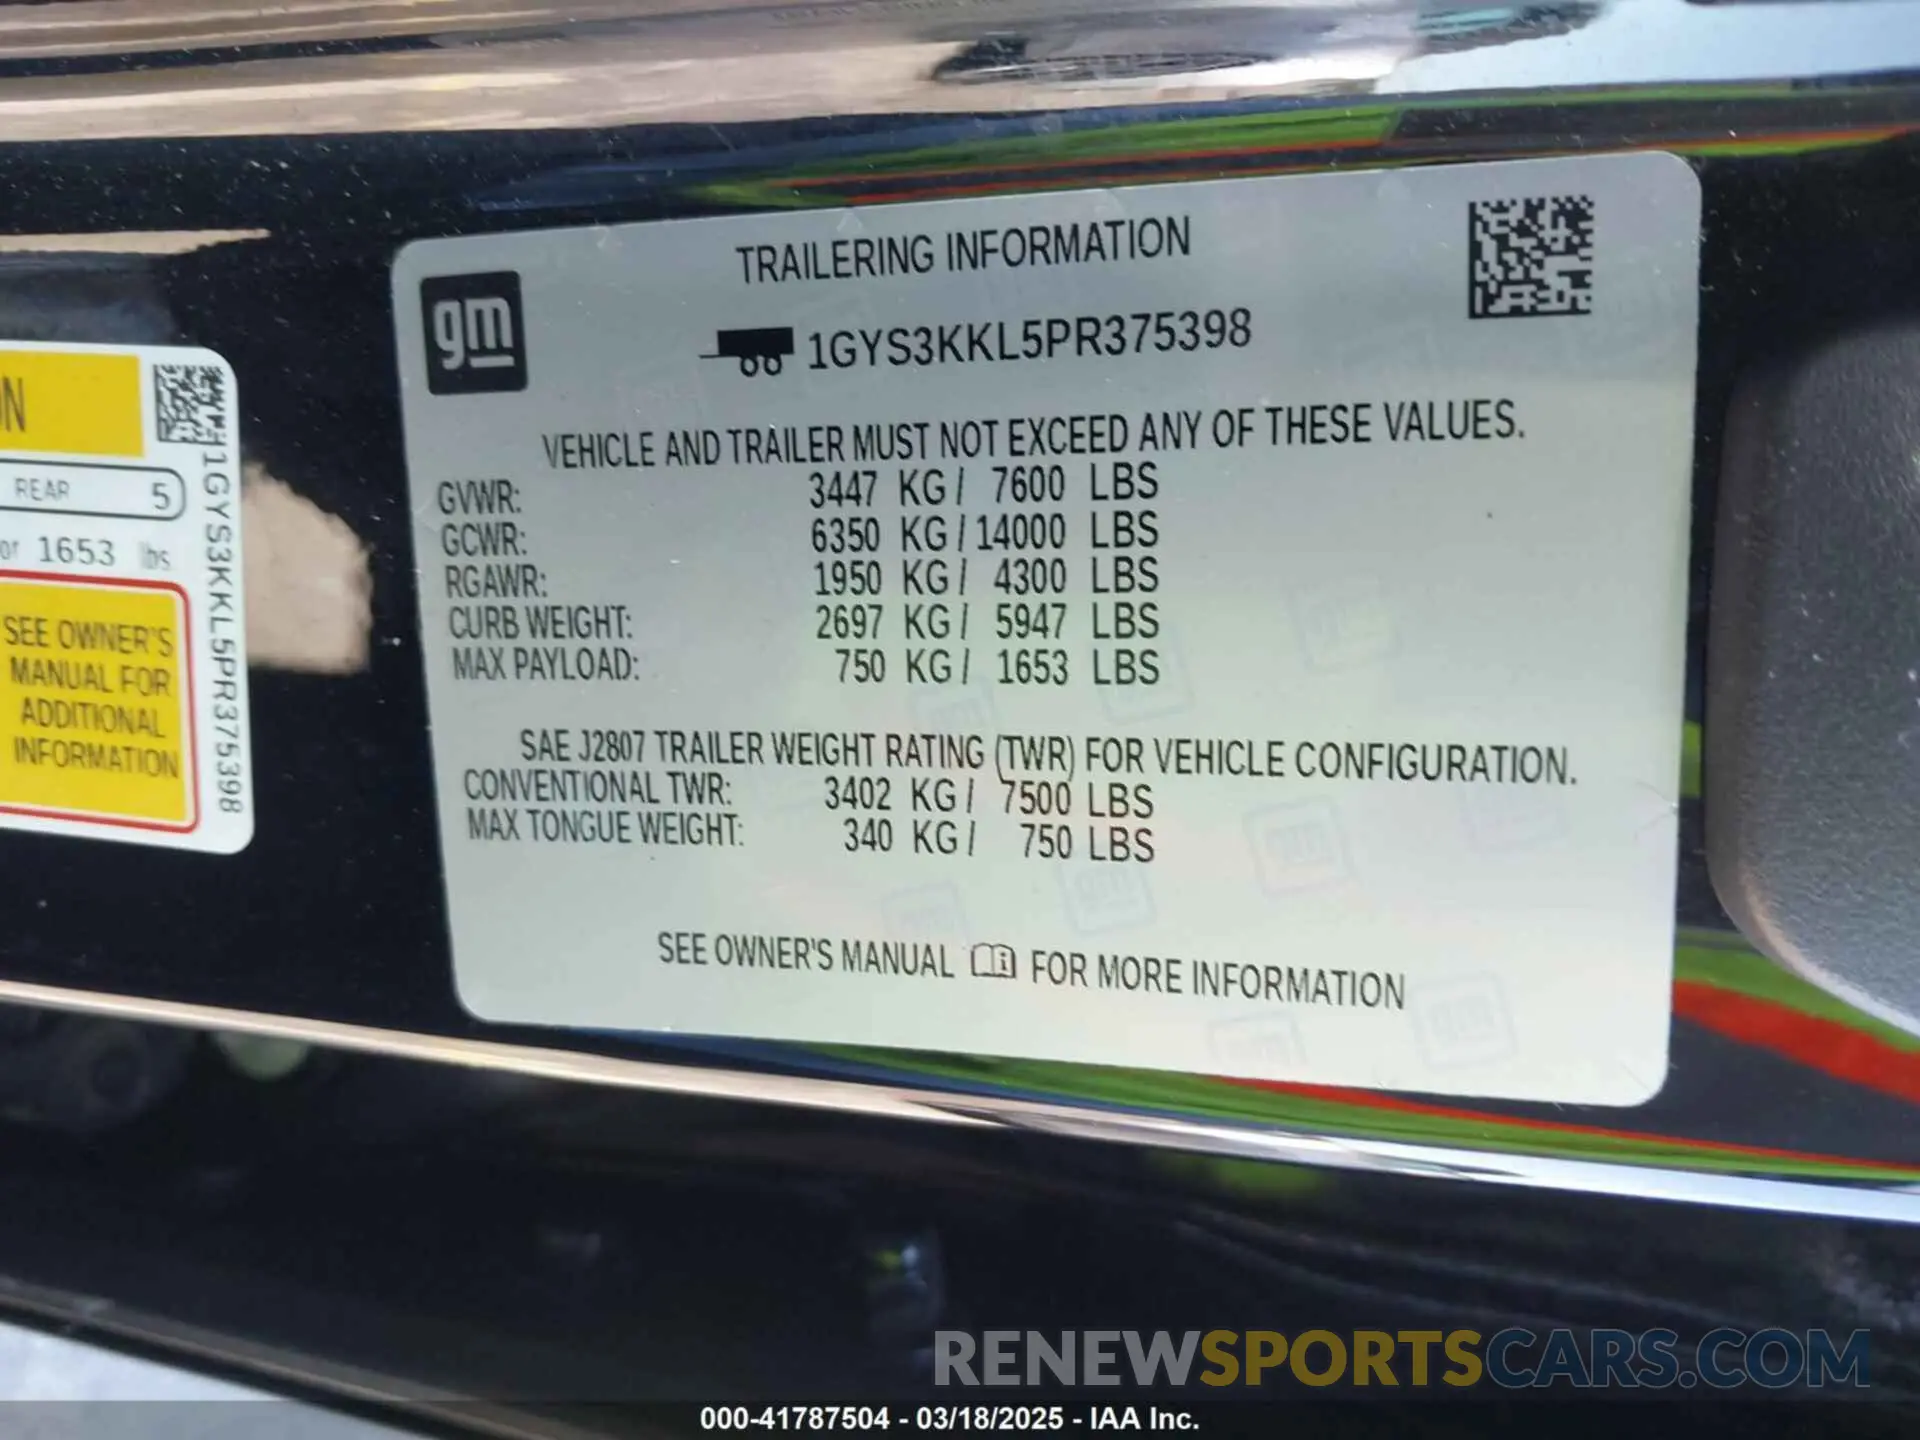 gm
TRAILERING INFORMATION
1GYS3KKL5PR375398
VEHICLE AND TRAILER MUST NOT EXCEED ANY OF THESE VALUES.
GVWR: 3447 KG / 7600 LBS
GCWR: 6350 KG / 14000 LBS
RGAWR: 1950 KG / 4300 LBS
CURB WEIGHT: 2697 KG / 5947 LBS
MAX PAYLOAD: 750 KG / 1653 LBS
SAE J2807 TRAILER WEIGHT RATING (TWR) FOR VEHICLE CONFIGURATION.
CONVENTIONAL TWR: 3402 KG / 7500 LBS
MAX TONGUE WEIGHT: 340 KG / 750 LBS
SEE OWNER'S MANUAL FOR MORE INFORMATION
ON
REAR 5
or 1653 lbs
SEE OWNER'S
MANUAL FOR
ADDITIONAL
INFORMATION
1GYS3KKL5PR375398
RENEWSPORTSCARS.COM
000-41787504 - 03/18/2025 - IAA Inc.